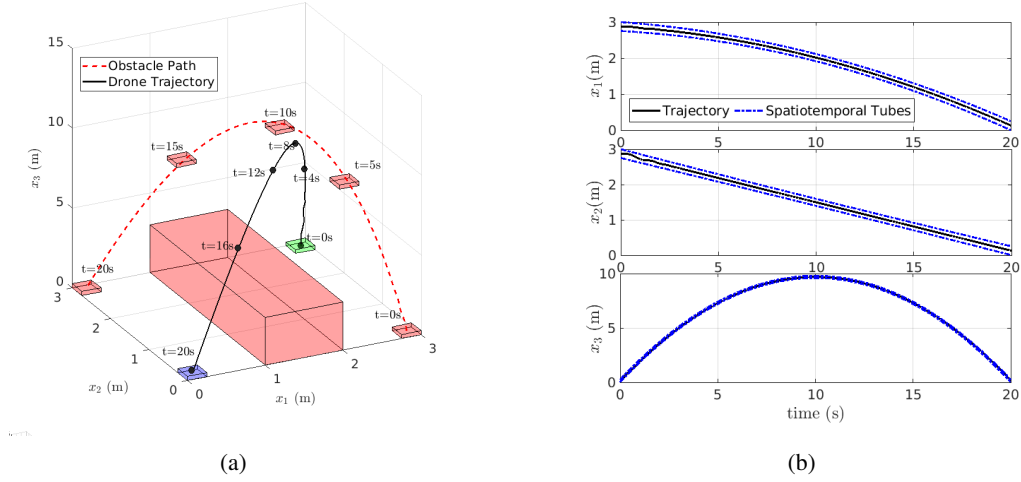 15
10
5
0
x₃ (m)
Obstacle Path
Drone Trajectory
t=10s
t=8s
t=15s
t=5s
t=12s
t=4s
t=16s
t=0s
t=20s
t=0s
t=20s
3
2
1
0
x₂ (m)
0
1
2
3
x₁ (m)
(a)
3
2
1
0
x₁(m)
Trajectory
Spatiotemporal Tubes
0
5
10
15
20
3
2
1
0
x₂(m)
0
5
10
15
20
10
5
0
x₃ (m)
0
5
10
15
20
time (s)
(b)